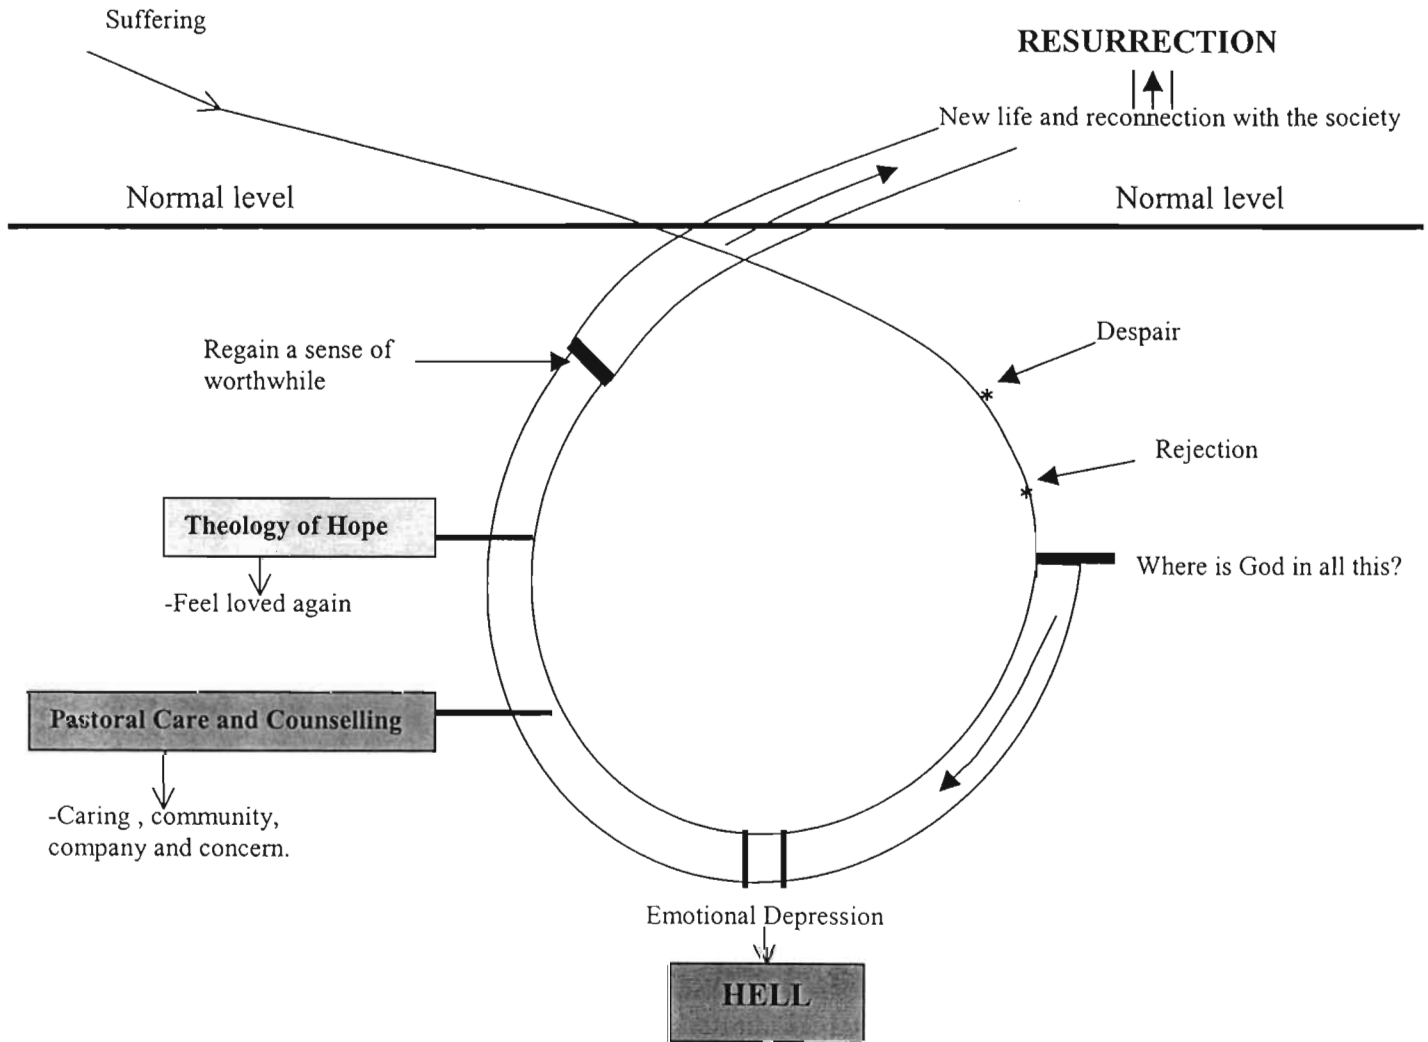 Suffering
RESURRECTION
New life and reconnection with the society
Normal level
Normal level
Despair
Regain a sense of
worthwhile
Rejection
Theology of Hope
Where is God in all this?
-Feel loved again
Pastoral Care and Counselling
-Caring , community,
company and concern.
Emotional Depression
HELL